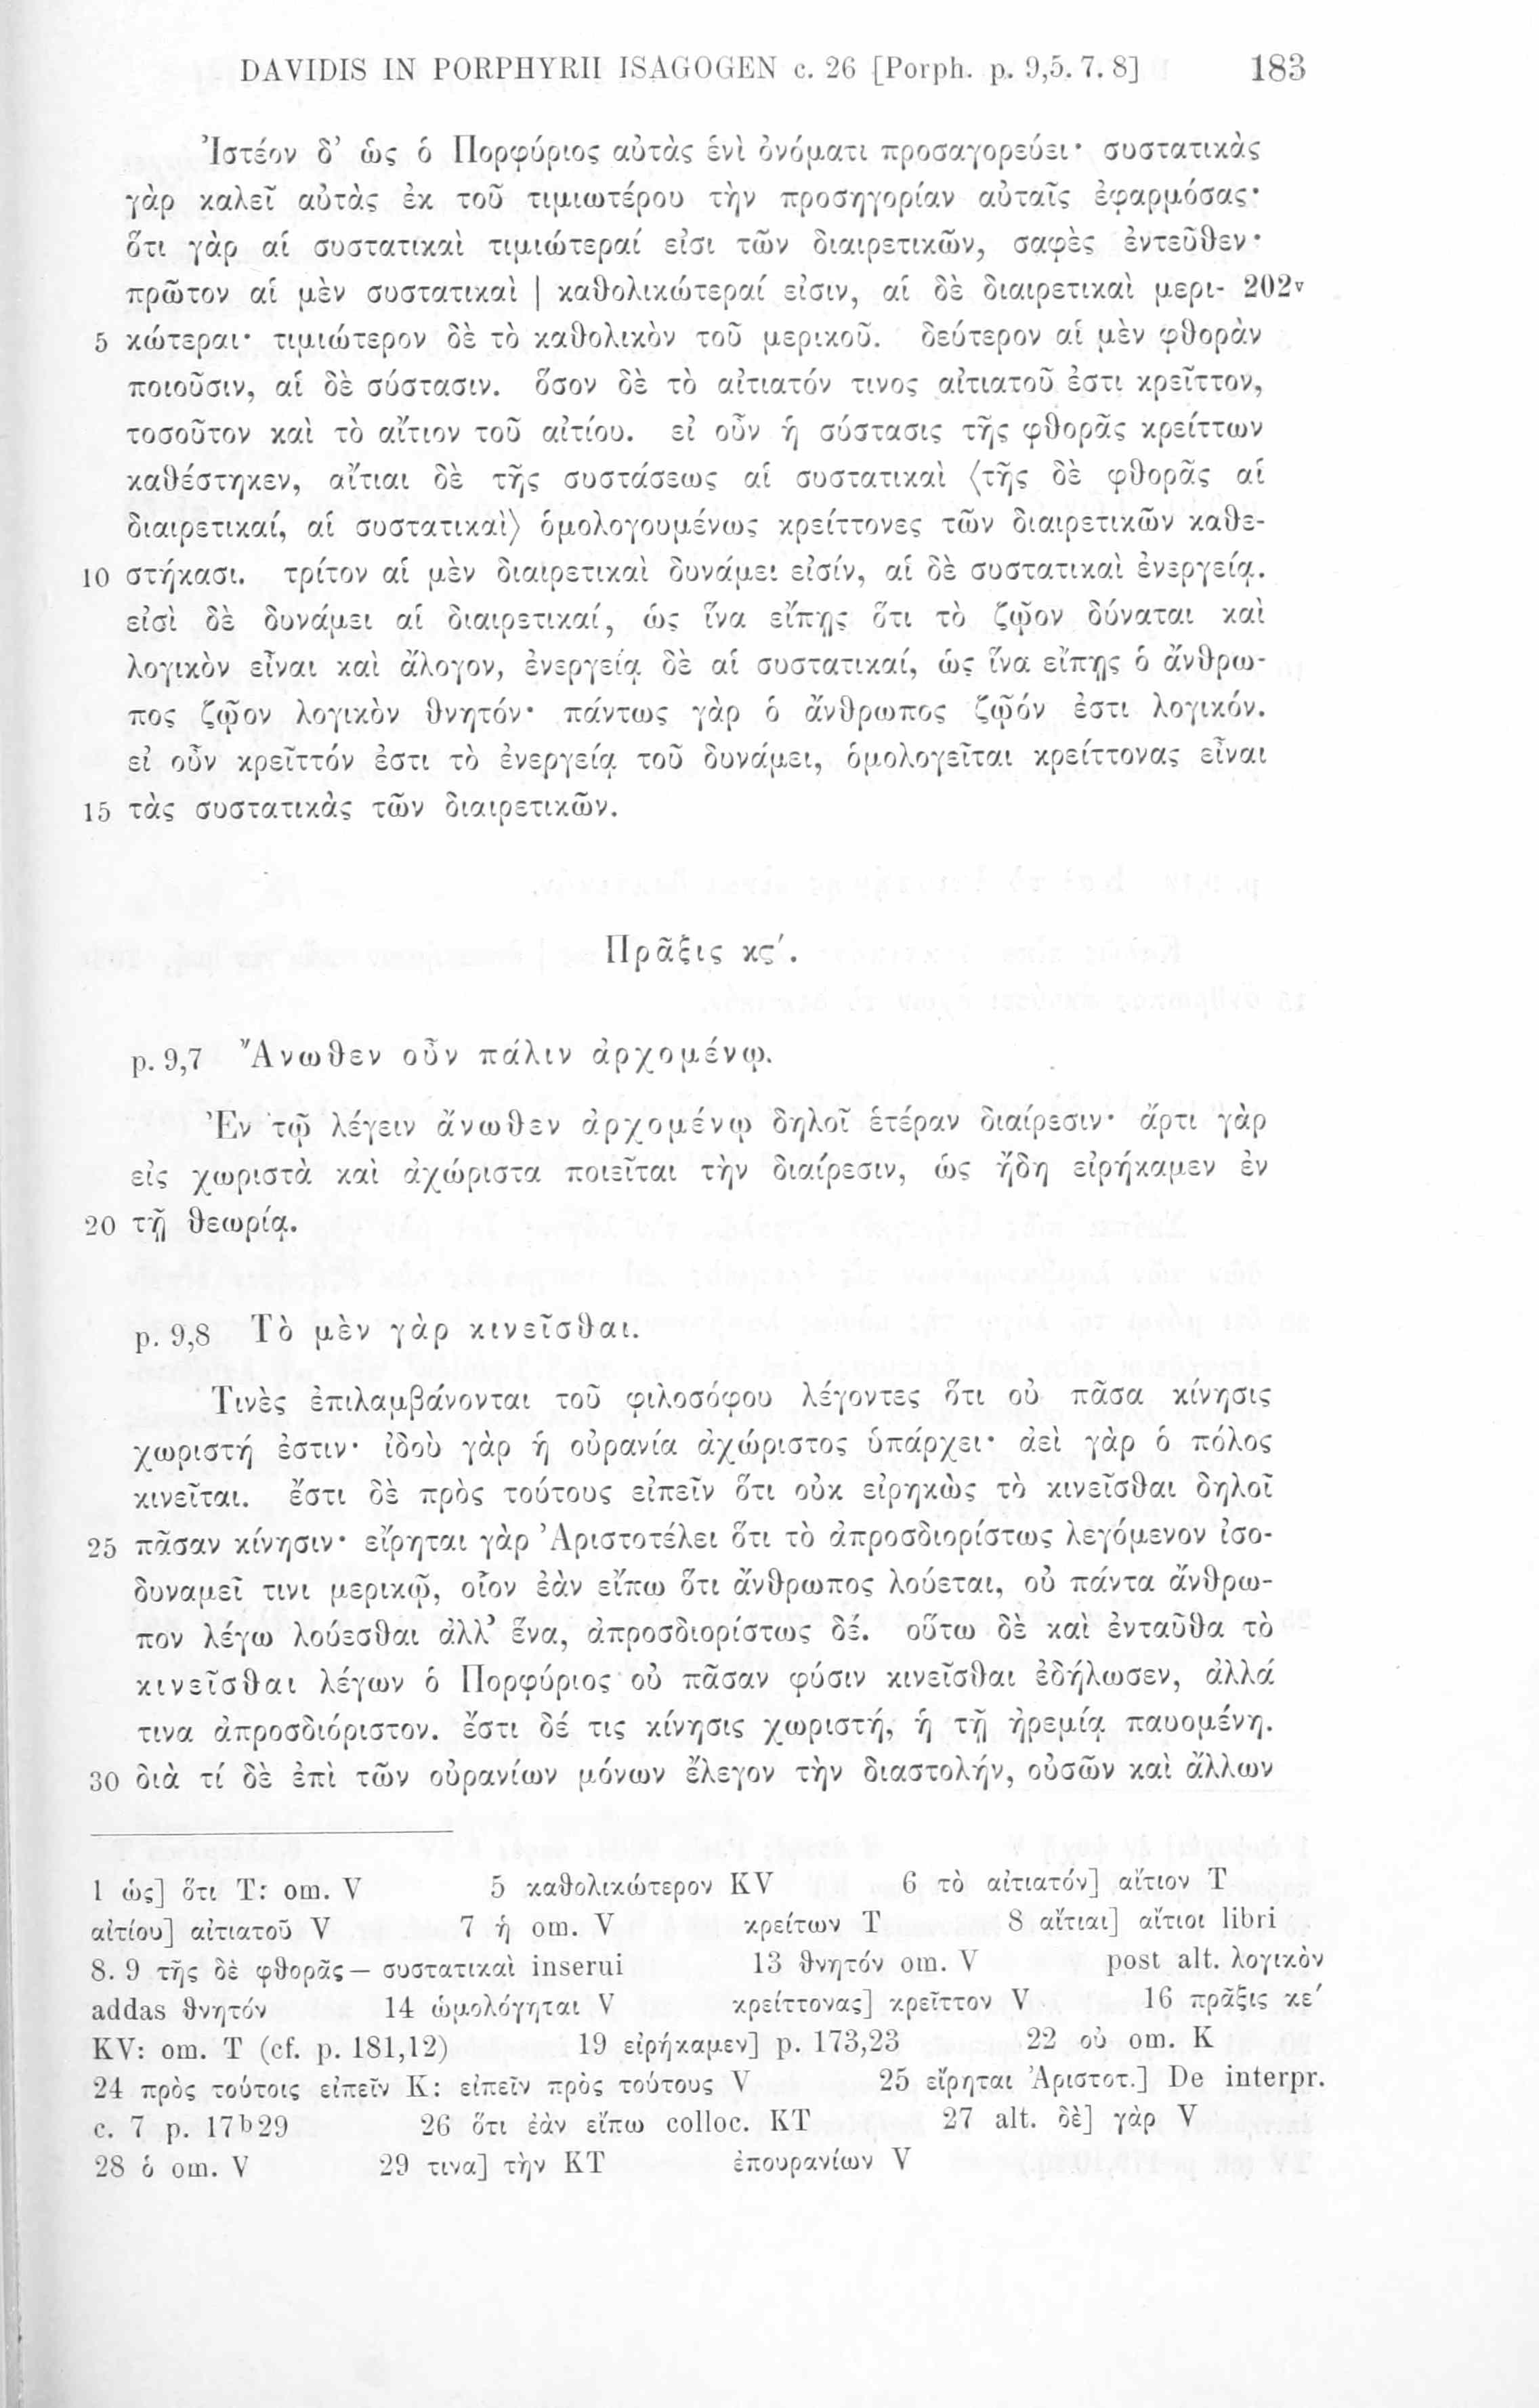 DAVIDIS IN PORPHYRII ISAGOGEN c. 26 [Porph. p. 9,5. 7. 8] 183
Ἰστέον δ’ ὡς ὁ Πορφύριος αὐτὰς ἑνὶ ὀνόματι προσαγορεύει· συστατικὰς
γὰρ καλεῖ αὐτὰς ἐκ τοῦ τιμιωτέρου τὴν προσηγορίαν αὐταῖς ἐφαρμόσας·
ὅτι γὰρ αἱ συστατικαὶ τιμιώτεραί εἰσι τῶν διαιρετικῶν, σαφὲς ἐντεῦθεν·
πρῶτον αἱ μὲν συστατικαὶ | καθολικώτεραί εἰσιν, αἱ δὲ διαιρετικαὶ μερι- 202v
5 κώτεραι· τιμιώτερον δὲ τὸ καθολικὸν τοῦ μερικοῦ. δεύτερον αἱ μὲν φθορὰν
ποιοῦσιν, αἱ δὲ σύστασιν. ὅσον δὲ τὸ αἰτιατόν τινος αἰτιατοῦ ἐστι κρεῖττον,
τοσοῦτον καὶ τὸ αἴτιον τοῦ αἰτίου. εἰ οὖν ἡ σύστασις τῆς φθορᾶς κρείττων
καθέστηκεν, αἴτιαι δὲ τῆς συστάσεως αἱ συστατικαὶ ⟨τῆς δὲ φθορᾶς αἱ
διαιρετικαί, αἱ συστατικαὶ⟩ ὁμολογουμένως κρείττονες τῶν διαιρετικῶν καθε-
10 στήκασι. τρίτον αἱ μὲν διαιρετικαὶ δυνάμει εἰσίν, αἱ δὲ συστατικαὶ ἐνεργείᾳ.
εἰσὶ δὲ δυνάμει αἱ διαιρετικαί, ὡς ἵνα εἴπῃς ὅτι τὸ ζῷον δύναται καὶ
λογικὸν εἶναι καὶ ἄλογον, ἐνεργείᾳ δὲ αἱ συστατικαί, ὡς ἵνα εἴπῃς ὁ ἄνθρω-
πος ζῷον λογικὸν θνητόν· πάντως γὰρ ὁ ἄνθρωπος ζῷόν ἐστι λογικόν.
εἰ οὖν κρεῖττόν ἐστι τὸ ἐνεργείᾳ τοῦ δυνάμει, ὁμολογεῖται κρείττονας εἶναι
15 τὰς συστατικὰς τῶν διαιρετικῶν.
Πρᾶξις κϛ΄.
p. 9,7 Ἄνωθεν οὖν πάλιν ἀρχομένῳ.
Ἐν τῷ λέγειν ἄνωθεν ἀρχομένῳ δηλοῖ ἑτέραν διαίρεσιν· ἄρτι γὰρ
εἰς χωριστὰ καὶ ἀχώριστα ποιεῖται τὴν διαίρεσιν, ὡς ἤδη εἰρήκαμεν ἐν
20 τῇ θεωρίᾳ.
p. 9,8 Τὸ μὲν γὰρ κινεῖσθαι.
Τινὲς ἐπιλαμβάνονται τοῦ φιλοσόφου λέγοντες ὅτι οὐ πᾶσα κίνησις
χωριστή ἐστιν· ἰδοὺ γὰρ ἡ οὐρανία ἀχώριστος ὑπάρχει· ἀεὶ γὰρ ὁ πόλος
κινεῖται. ἔστι δὲ πρὸς τούτους εἰπεῖν ὅτι οὐκ εἰρηκὼς τὸ κινεῖσθαι δηλοῖ
25 πᾶσαν κίνησιν· εἴρηται γὰρ Ἀριστοτέλει ὅτι τὸ ἀπροσδιορίστως λεγόμενον ἰσο-
δυναμεῖ τινι μερικῷ, οἷον ἐὰν εἴπω ὅτι ἄνθρωπος λούεται, οὐ πάντα ἄνθρω-
πον λέγω λούεσθαι ἀλλ’ ἕνα, ἀπροσδιορίστως δέ. οὕτω δὲ καὶ ἐνταῦθα τὸ
κινεῖσθαι λέγων ὁ Πορφύριος οὐ πᾶσαν φύσιν κινεῖσθαι ἐδήλωσεν, ἀλλά
τινα ἀπροσδιόριστον. ἔστι δέ τις κίνησις χωριστή, ἡ τῇ ἠρεμίᾳ παυομένη.
30 διὰ τί δὲ ἐπὶ τῶν οὐρανίων μόνων ἔλεγον τὴν διαστολήν, οὐσῶν καὶ ἄλλων
1 ὡς] ὅτι T: om. V 5 καθολικώτερον KV 6 τὸ αἰτιατόν] αἴτιον T
αἰτίου] αἰτιατοῦ V 7 ἡ om. V κρείτων T 8 αἴτιαι] αἴτιοι libri
8. 9 τῆς δὲ φθορᾶς — συστατικαὶ inserui 13 θνητόν om. V post alt. λογικὸν
addas θνητόν 14 ὡμολόγηται V κρείττονας] κρεῖττον V 16 πρᾶξις κε΄
KV: om. T (cf. p. 181,12) 19 εἰρήκαμεν] p. 173,23 22 οὐ om. K
24 πρὸς τούτοις εἰπεῖν K: εἰπεῖν πρὸς τούτους V 25 εἴρηται Ἀριστοτ.] De interpr.
c. 7 p. 17b29 26 ὅτι ἐὰν εἴπω colloc. KT 27 alt. δὲ] γὰρ V
28 ὁ om. V 29 τινα] τὴν KT ἐπουρανίων V